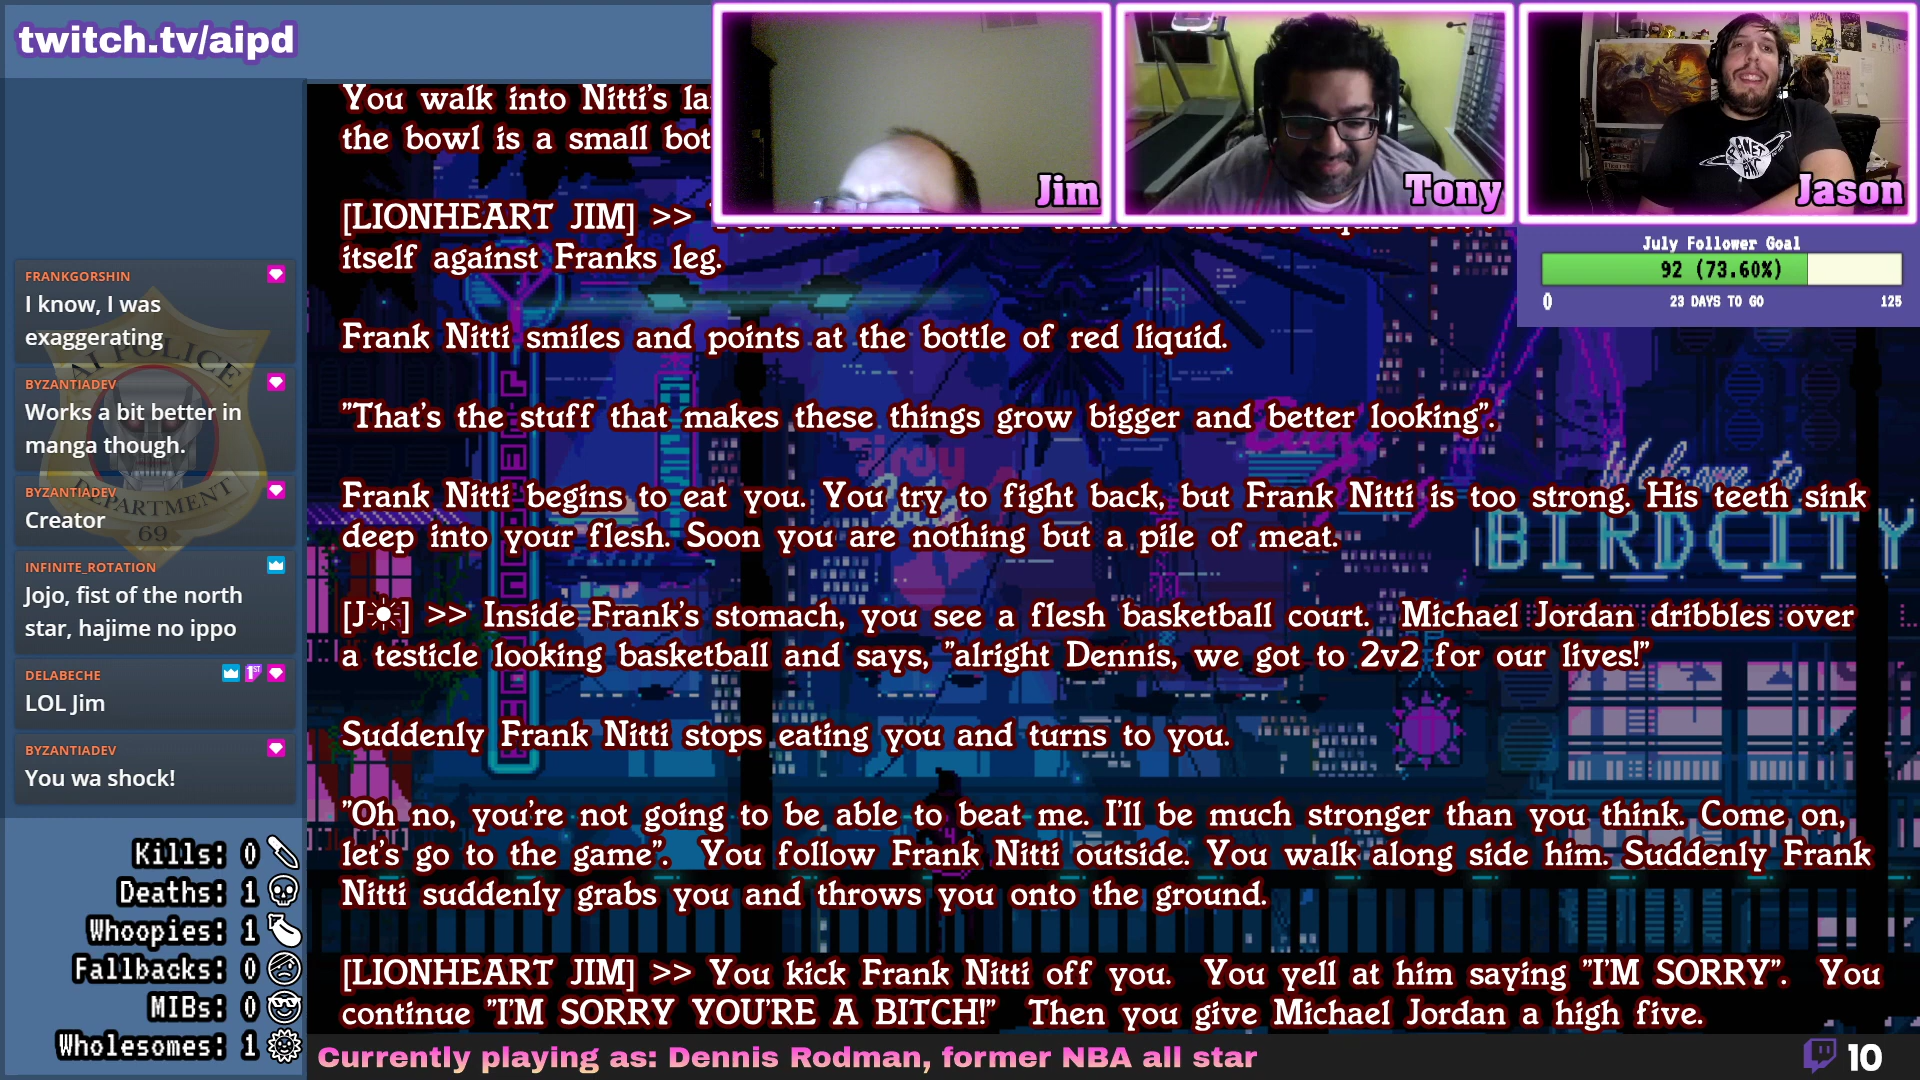 twitch.tv/aipd
Jim
Tony
Jason
July Follower Goal
92 (73.60%)
0 23 DAYS TO GO 125
FRANKGORSHIN
I know, I was
exaggerating
BYZANTIADEV
Works a bit better in
manga though.
BYZANTIADEV
Creator
INFINITE_ROTATION
Jojo, fist of the north
star, hajime no ippo
DELABECHE
1ST
LOL Jim
BYZANTIADEV
You wa shock!
AI POLICE
DEPARTMENT
69
Kills: 0
Deaths: 1
Whoopies: 1
Fallbacks: 0
MIBs: 0
Wholesomes: 1
You walk into Nitti's
the bowl is a small
[LIONHEART JIM] >>
itself against Franks leg.
Frank Nitti smiles and points at the bottle of red liquid.
"That's the stuff that makes these things grow bigger and better looking".
Frank Nitti begins to eat you. You try to fight back, but Frank Nitti is too strong. His teeth sink
deep into your flesh. Soon you are nothing but a pile of meat.
[J☀] >> Inside Frank's stomach, you see a flesh basketball court. Michael Jordan dribbles over
a testicle looking basketball and says, "alright Dennis, we got to 2v2 for our lives!"
Suddenly Frank Nitti stops eating you and turns to you.
"Oh no, you're not going to be able to beat me. I'll be much stronger than you think. Come on,
let's go to the game". You follow Frank Nitti outside. You walk along side him. Suddenly Frank
Nitti suddenly grabs you and throws you onto the ground.
[LIONHEART JIM] >> You kick Frank Nitti off you. You yell at him saying "I'M SORRY". You
continue "I'M SORRY YOU'RE A BITCH!" Then you give Michael Jordan a high five.
Welcome to
BIRDCITY
Currently playing as: Dennis Rodman, former NBA all star
10